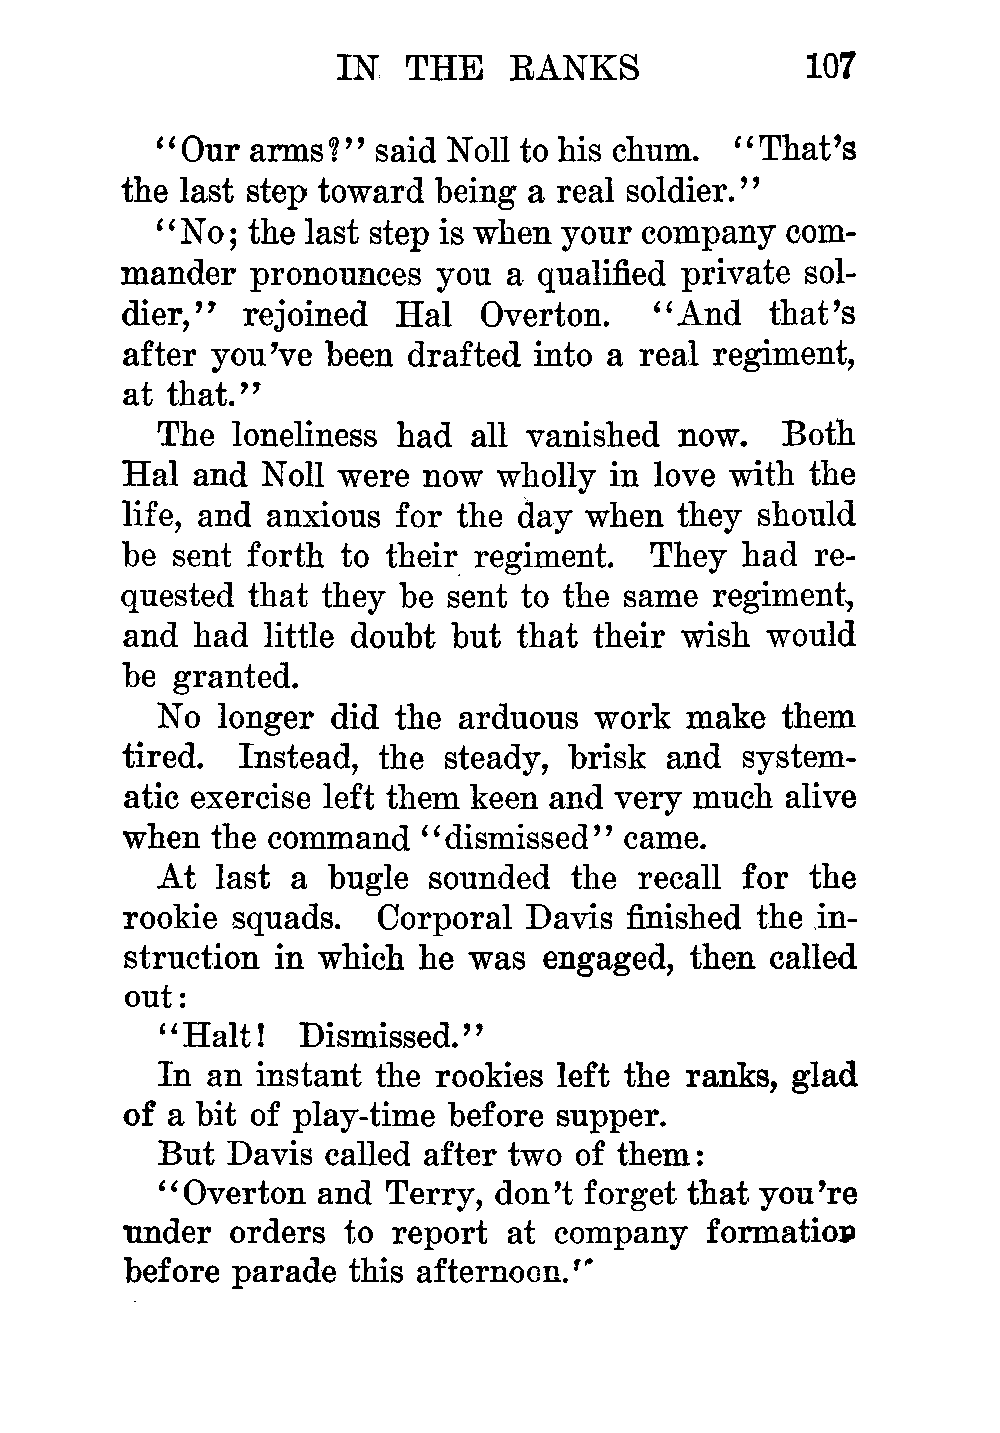 IN THE RANKS 107
"Our arms?" said Noll to his chum. "That's
the last step toward being a real soldier."
"No; the last step is when your company com-
mander pronounces you a qualified private sol-
dier," rejoined Hal Overton. "And that's
after you've been drafted into a real regiment,
at that."
The loneliness had all vanished now. Both
Hal and Noll were now wholly in love with the
life, and anxious for the day when they should
be sent forth to their regiment. They had re-
quested that they be sent to the same regiment,
and had little doubt but that their wish would
be granted.
No longer did the arduous work make them
tired. Instead, the steady, brisk and system-
atic exercise left them keen and very much alive
when the command "dismissed" came.
At last a bugle sounded the recall for the
rookie squads. Corporal Davis finished the in-
struction in which he was engaged, then called
out:
"Halt! Dismissed."
In an instant the rookies left the ranks, glad
of a bit of play-time before supper.
But Davis called after two of them:
"Overton and Terry, don't forget that you're
under orders to report at company formation
before parade this afternoon."